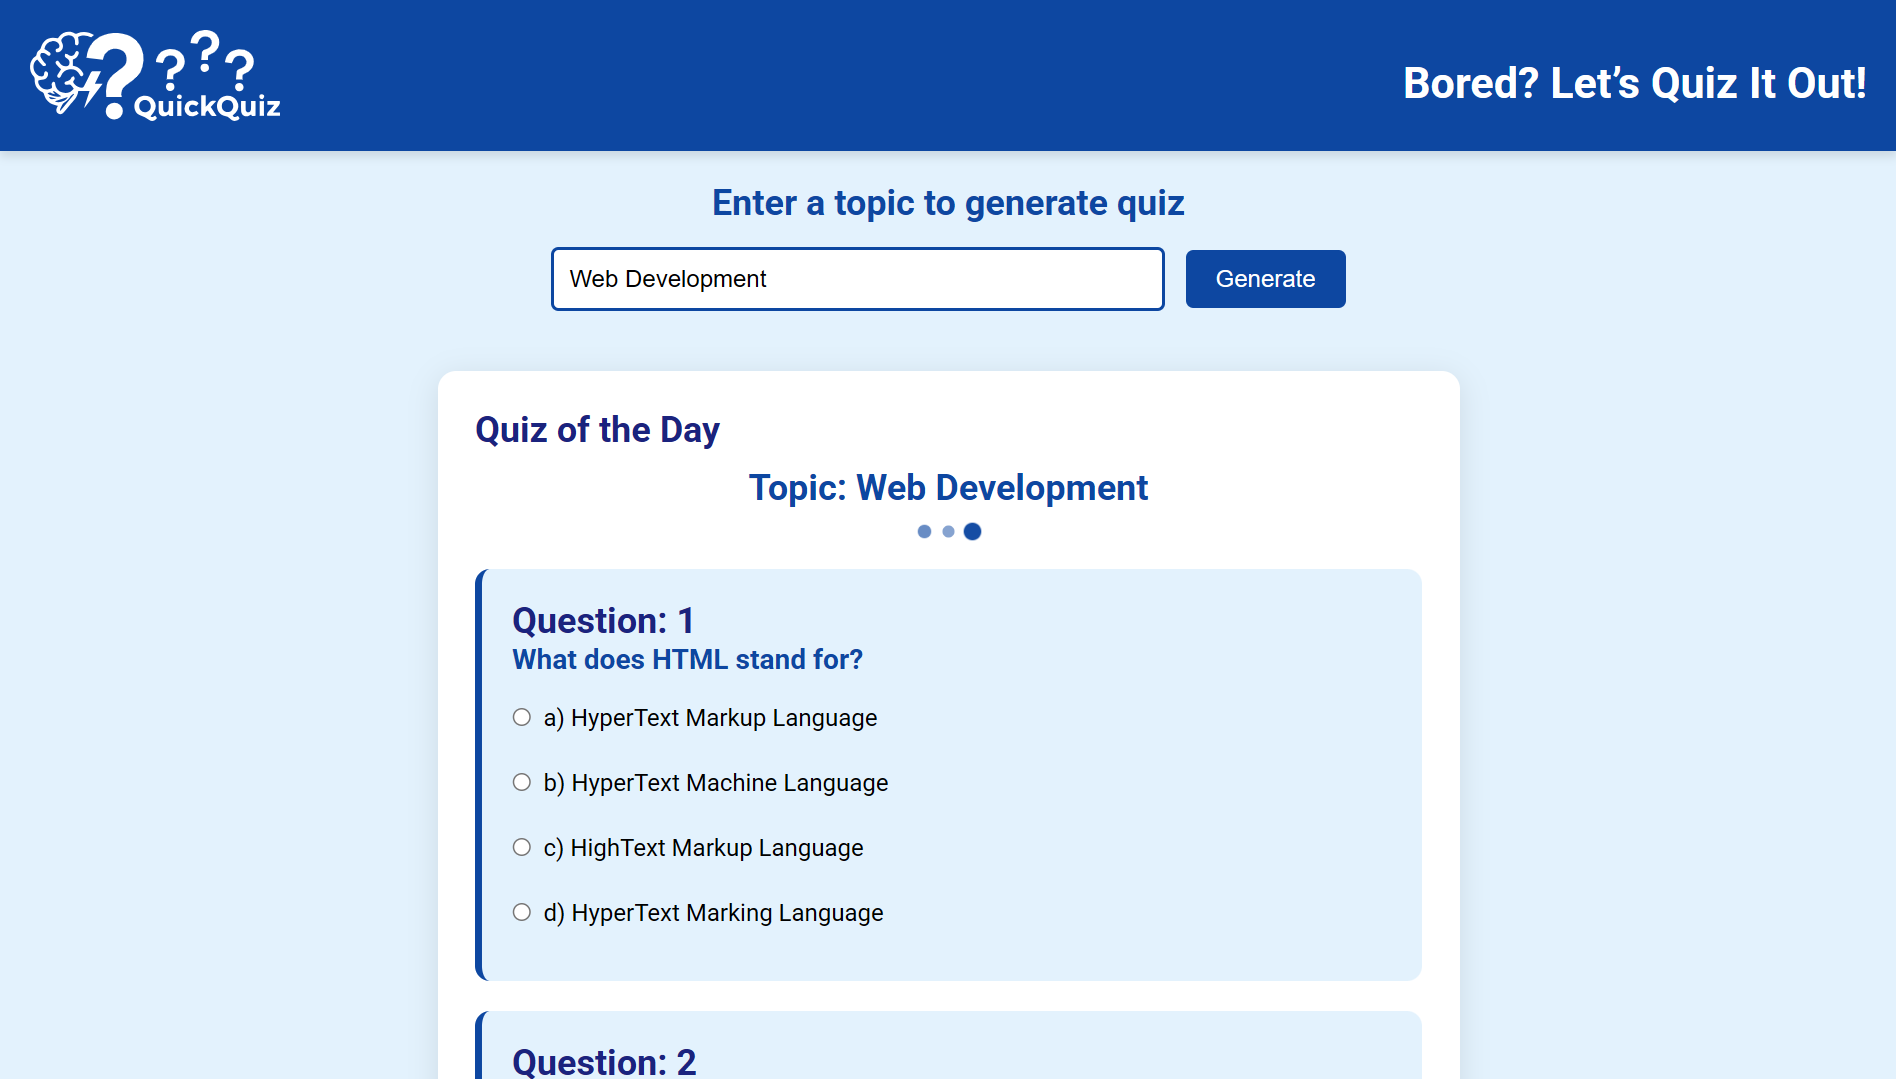 QuickQuiz
Bored? Let’s Quiz It Out!
Enter a topic to generate quiz
Web Development
Generate
Quiz of the Day
Topic: Web Development
Question: 1
What does HTML stand for?
a) HyperText Markup Language
b) HyperText Machine Language
c) HighText Markup Language
d) HyperText Marking Language
Question: 2